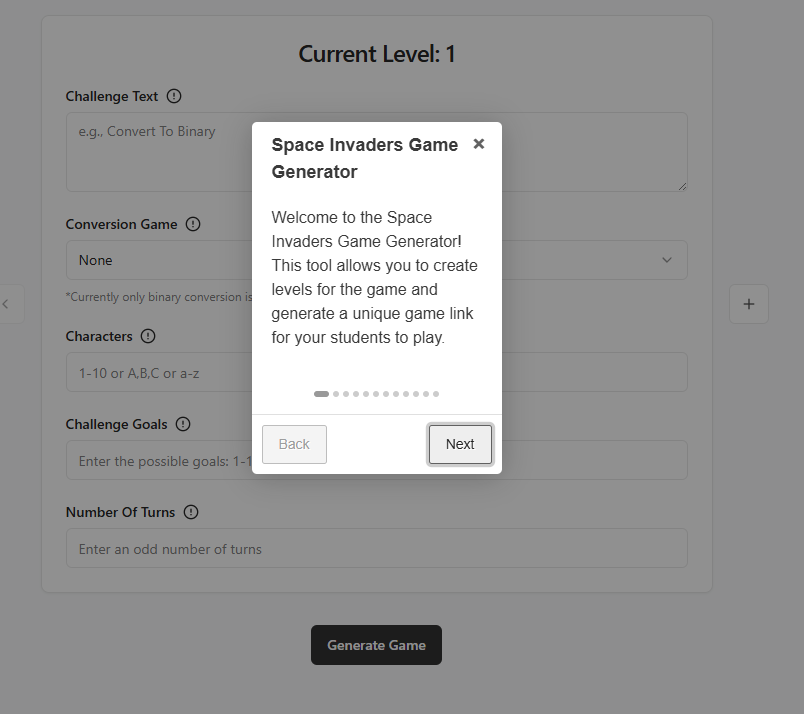 Current Level: 1
Challenge Text
e.g., Convert To Binary
Space Invaders Game
Generator
Welcome to the Space
Invaders Game Generator!
This tool allows you to create
levels for the game and
generate a unique game link
for your students to play.
Back
Next
Conversion Game
None
*Currently only binary conversion is
Characters
1-10 or A,B,C or a-z
Challenge Goals
Enter the possible goals: 1-1
Number Of Turns
Enter an odd number of turns
Generate Game